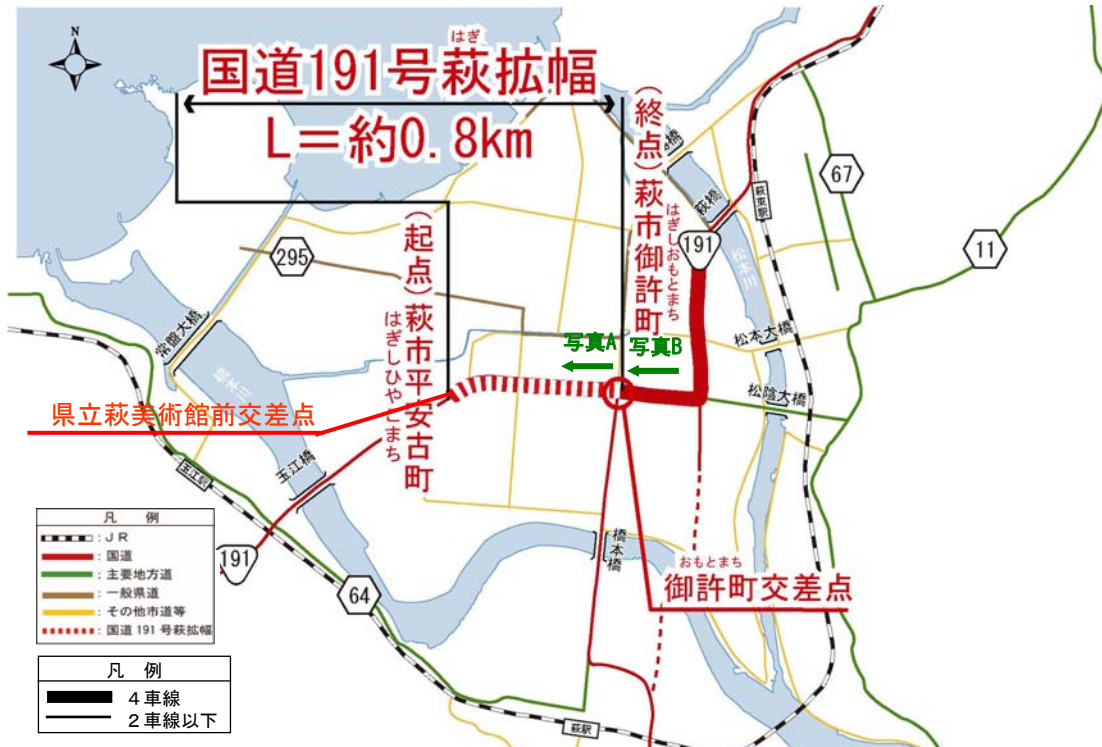 N
はぎ
国道191号萩拡幅
L=約0.8km
(終点)萩市御許町
はぎしおもとまち
(起点)萩市平安古町
はぎしひやこまち
295
191
67
11
萩橋
松本川
萩東駅
松本大橋
松陰大橋
常盤大橋
橋本川
写真A
写真B
県立萩美術館前交差点
玉江橋
玉江駅
191
64
橋本橋
おもとまち
御許町交差点
萩駅
凡 例
: JR
: 国道
: 主要地方道
: 一般県道
: その他市道等
: 国道191号萩拡幅
凡 例
4車線
2車線以下